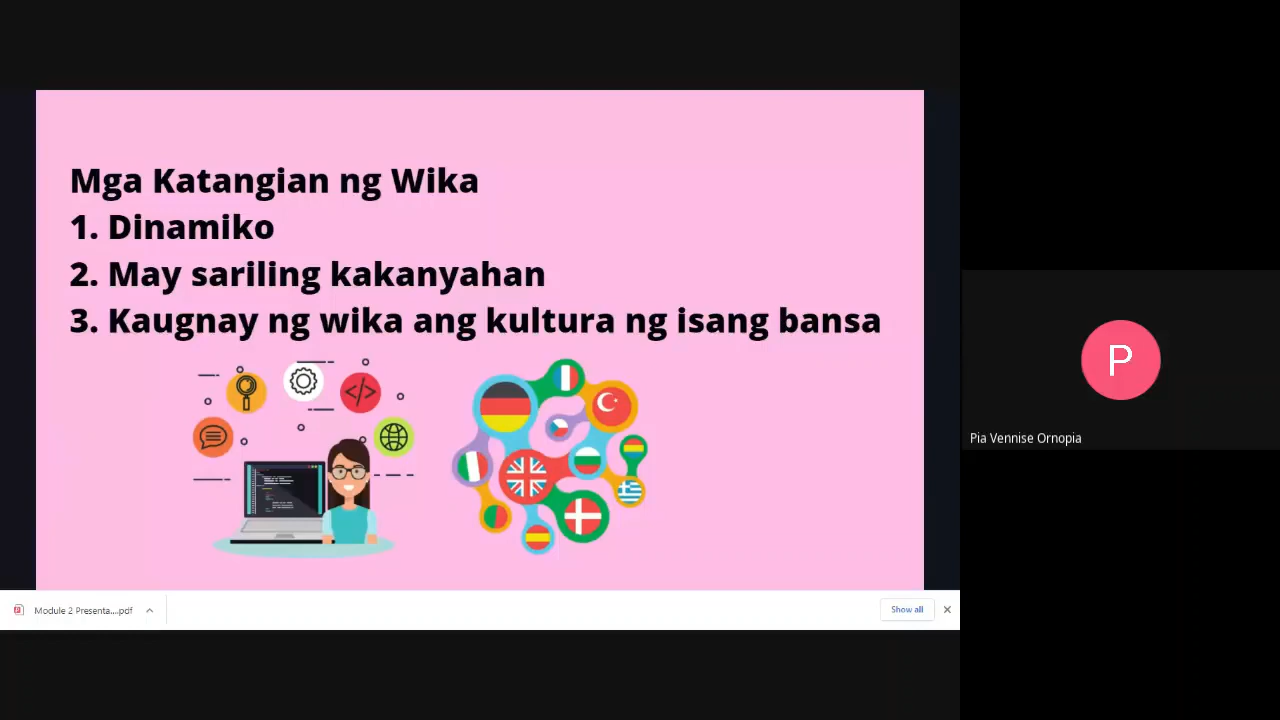 Mga Katangian ng Wika
1. Dinamiko
2. May sariling kakanyahan
3. Kaugnay ng wika ang kultura ng isang bansa
P
Pia Vennise Ornopia
Module 2 Presenta....pdf
Show all